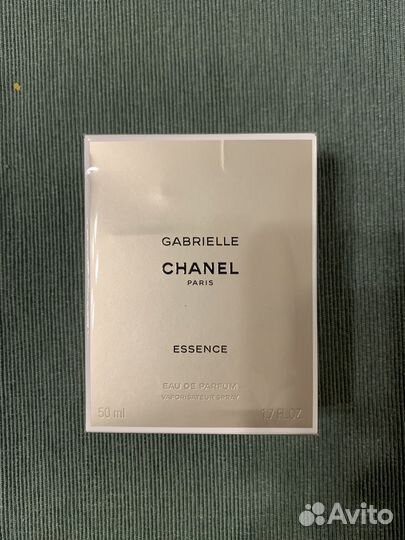 GABRIELLE
CHANEL
PARIS
ESSENCE
EAU DE PARFUM
VAPORISATEUR SPRAY
50 ml 1.7 FL.OZ
Avito